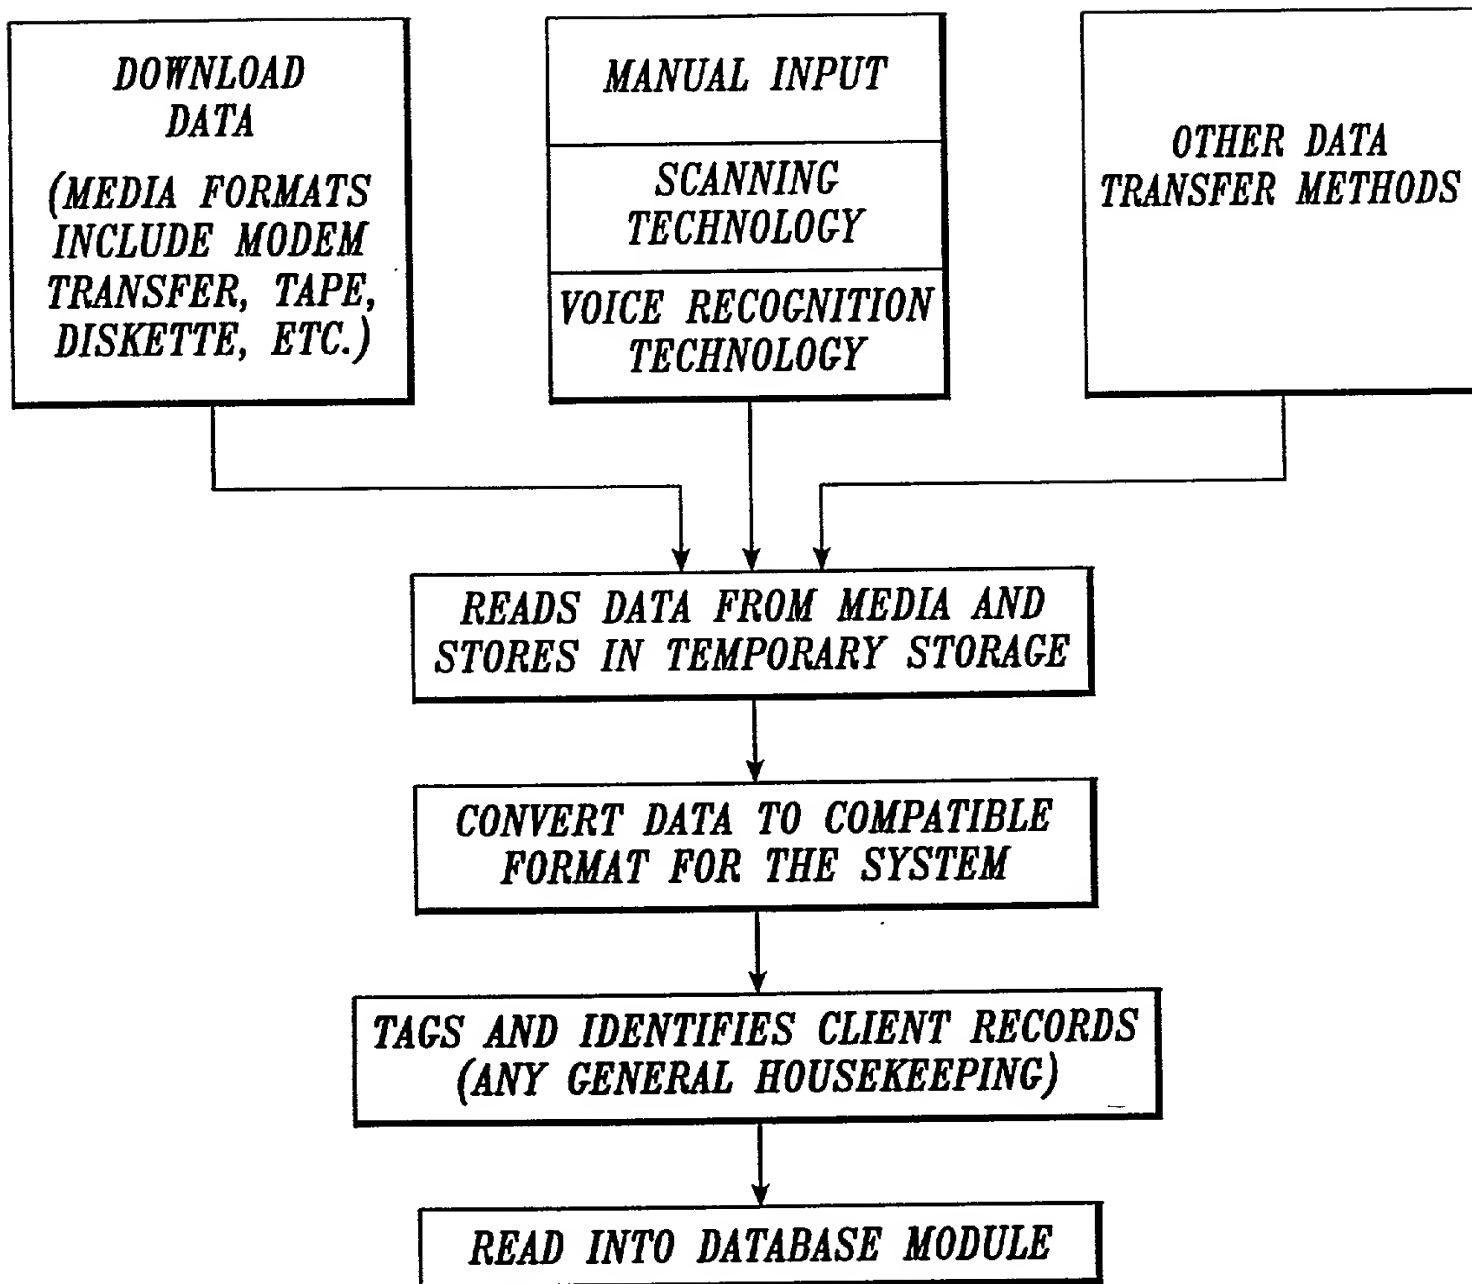 DOWNLOAD
DATA
(MEDIA FORMATS
INCLUDE MODEM
TRANSFER, TAPE,
DISKETTE, ETC.)
MANUAL INPUT
SCANNING
TECHNOLOGY
VOICE RECOGNITION
TECHNOLOGY
OTHER DATA
TRANSFER METHODS
READS DATA FROM MEDIA AND
STORES IN TEMPORARY STORAGE
CONVERT DATA TO COMPATIBLE
FORMAT FOR THE SYSTEM
TAGS AND IDENTIFIES CLIENT RECORDS
(ANY GENERAL HOUSEKEEPING)
READ INTO DATABASE MODULE